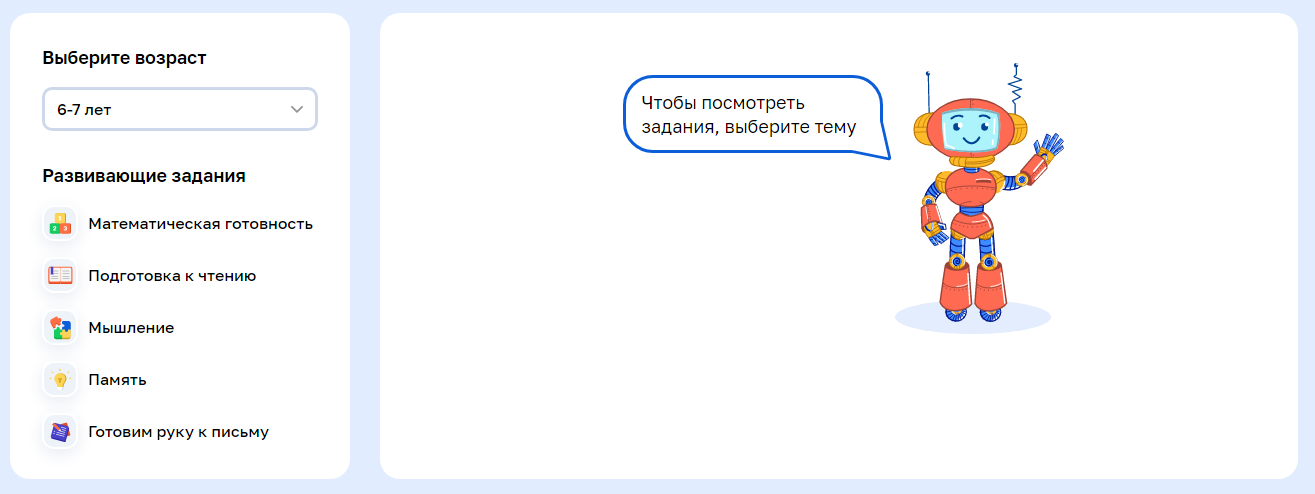 Выберите возраст
6-7 лет
Развивающие задания
Математическая готовность
Подготовка к чтению
Мышление
Память
Готовим руку к письму
Чтобы посмотреть
задания, выберите тему